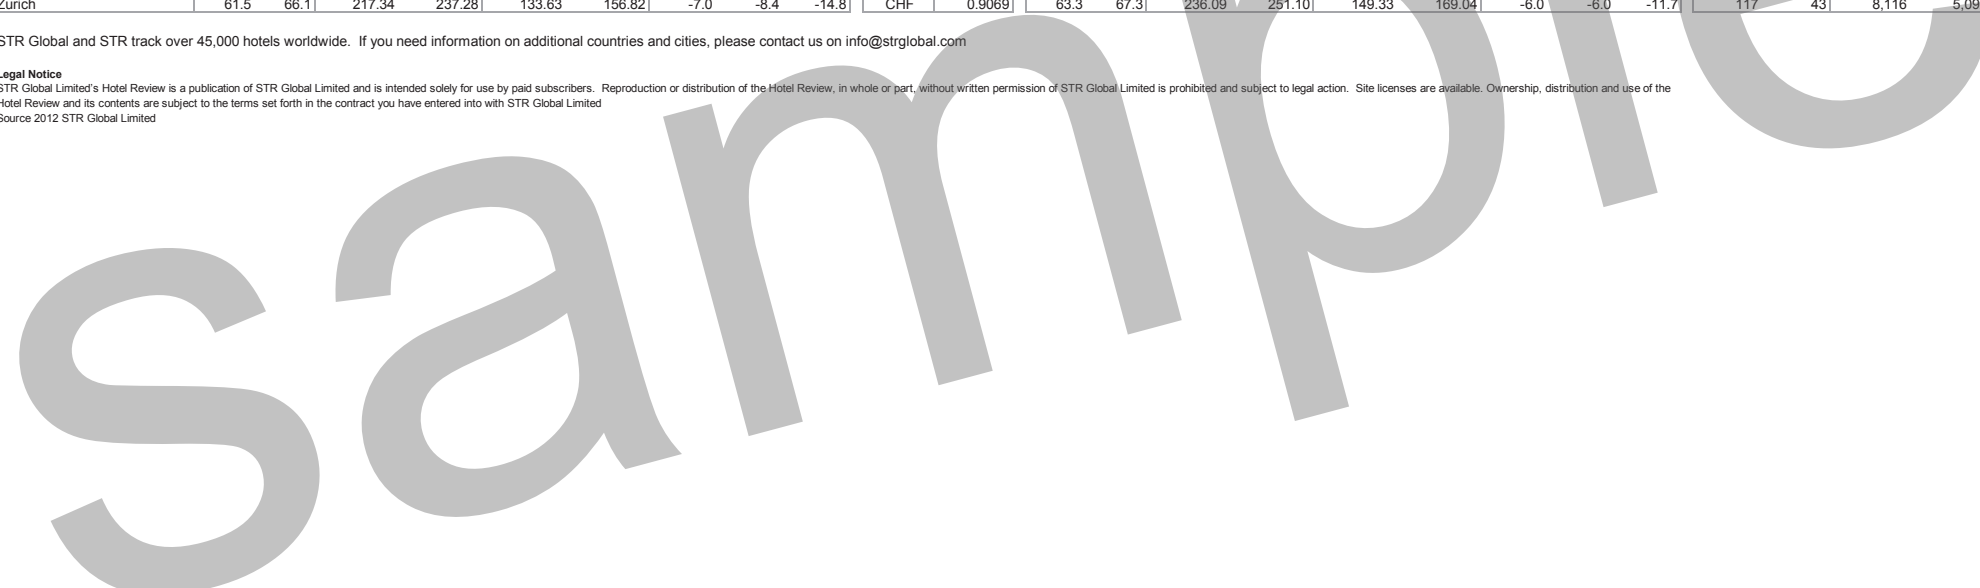 Zurich 61.5 66.1 217.34 237.28 133.63 156.82 -7.0 -8.4 -14.8 CHF 0.9069 63.3 67.3 236.09 251.10 149.33 169.04 -6.0 -6.0 -11.7 117 43 8,116
STR Global and STR track over 45,000 hotels worldwide. If you need information on additional countries and cities, please contact us on info@strglobal.com
Legal Notice
STR Global Limited's Hotel Review is a publication of STR Global Limited and is intended solely for use by paid subscribers. Reproduction or distribution of the Hotel Review, in whole or part, without written permission of STR Global Limited is prohibited and subject to legal action. Site licenses are available. Ownership, distribution and use of the
Hotel Review and its contents are subject to the terms set forth in the contract you have entered into with STR Global Limited
Source 2012 STR Global Limited
sample